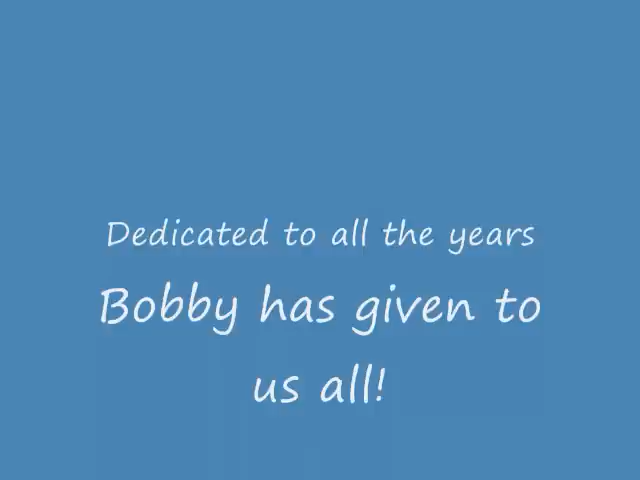 Dedicated to all the years
Bobby has given to
us all!